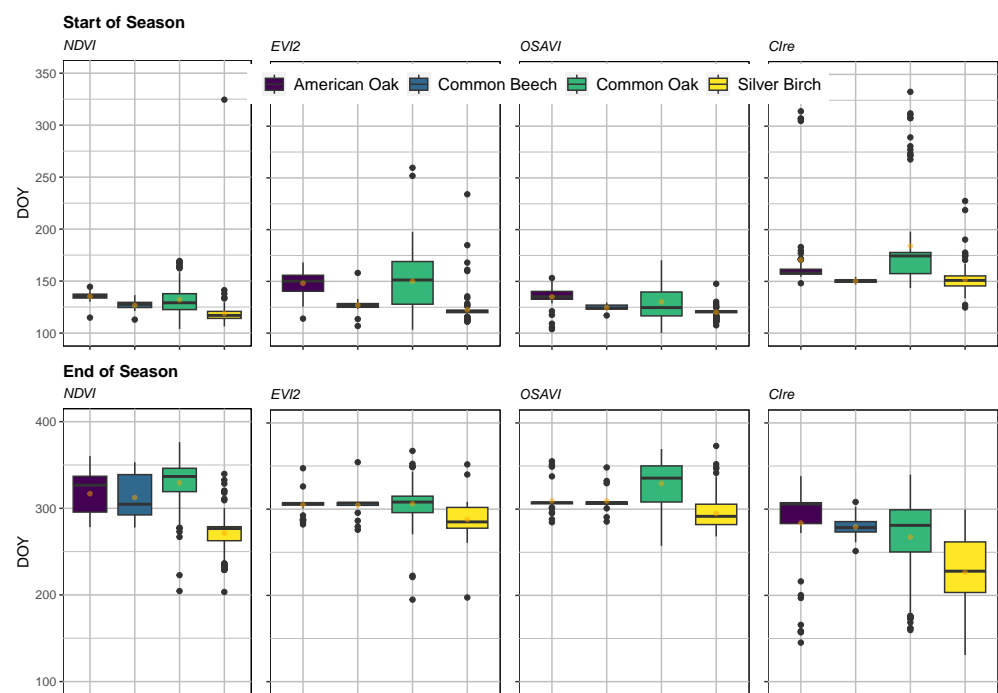 Start of Season
NDVI EVI2 OSAVI CIre
American Oak Common Beech Common Oak Silver Birch
350
300
250
200
150
100
DOY
End of Season
NDVI EVI2 OSAVI CIre
400
300
200
100
DOY